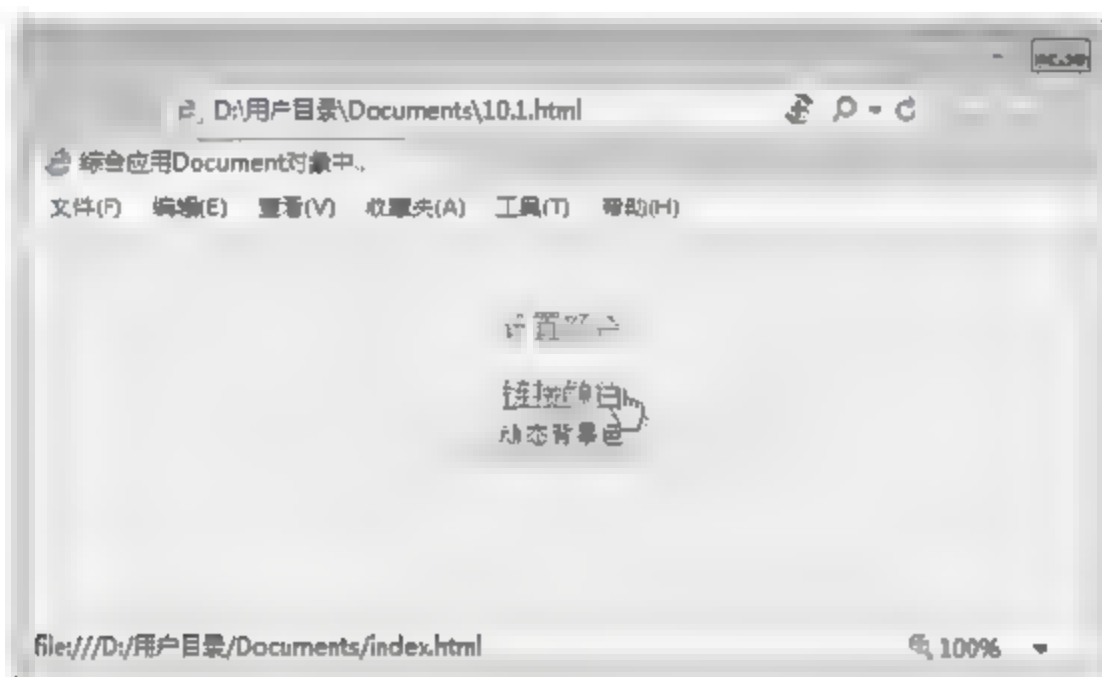 D:\用户目录\Documents\10.1.html
综合应用Document对象中..
文件(F) 编辑(E) 查看(V) 收藏夹(A) 工具(T) 帮助(H)
动态背景色
file:///D:/用户目录/Documents/index.html
100%